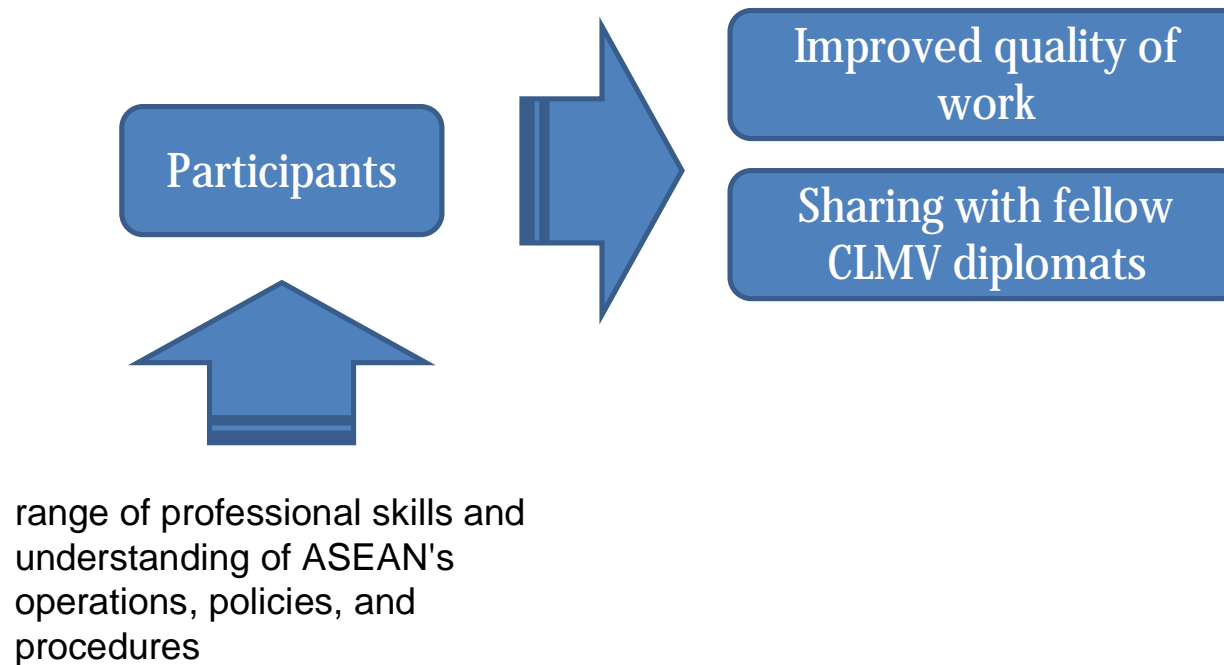 Improved quality of
work
Participants
Sharing with fellow
CLMV diplomats
range of professional skills and
understanding of ASEAN's
operations, policies, and
procedures